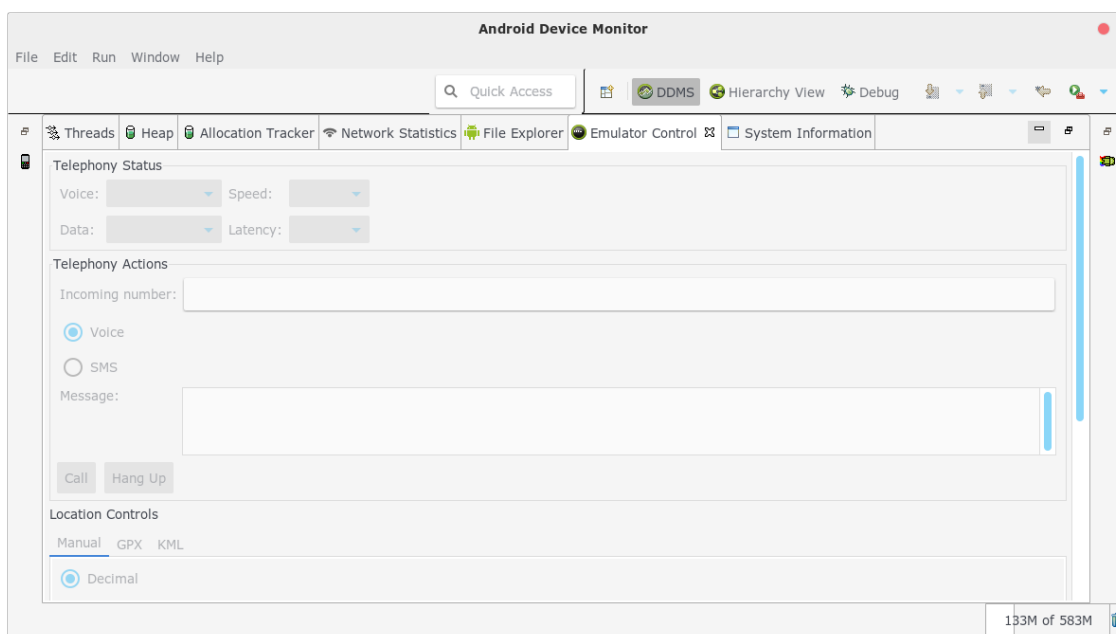 Android Device Monitor
File Edit Run Window Help
Quick Access DDMS Hierarchy View Debug
Threads Heap Allocation Tracker Network Statistics File Explorer Emulator Control System Information
Telephony Status
Voice: Speed:
Data: Latency:
Telephony Actions
Incoming number:
Voice
SMS
Message:
Call Hang Up
Location Controls
Manual GPX KML
Decimal
133M of 583M